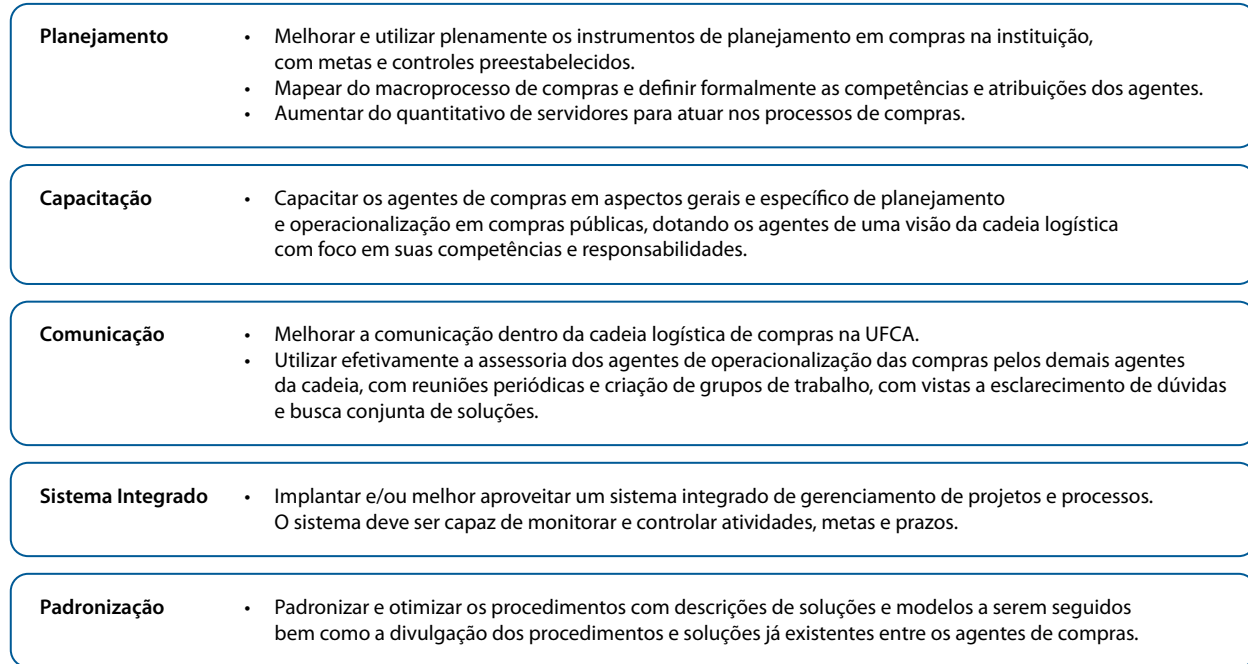 Planejamento • Melhorar e utilizar plenamente os instrumentos de planejamento em compras na instituição,
com metas e controles preestabelecidos.
• Mapear do macroprocesso de compras e definir formalmente as competências e atribuições dos agentes.
• Aumentar do quantitativo de servidores para atuar nos processos de compras.
Capacitação • Capacitar os agentes de compras em aspectos gerais e específico de planejamento
e operacionalização em compras públicas, dotando os agentes de uma visão da cadeia logística
com foco em suas competências e responsabilidades.
Comunicação • Melhorar a comunicação dentro da cadeia logística de compras na UFCA.
• Utilizar efetivamente a assessoria dos agentes de operacionalização das compras pelos demais agentes
da cadeia, com reuniões periódicas e criação de grupos de trabalho, com vistas a esclarecimento de dúvidas
e busca conjunta de soluções.
Sistema Integrado • Implantar e/ou melhor aproveitar um sistema integrado de gerenciamento de projetos e processos.
O sistema deve ser capaz de monitorar e controlar atividades, metas e prazos.
Padronização • Padronizar e otimizar os procedimentos com descrições de soluções e modelos a serem seguidos
bem como a divulgação dos procedimentos e soluções já existentes entre os agentes de compras.